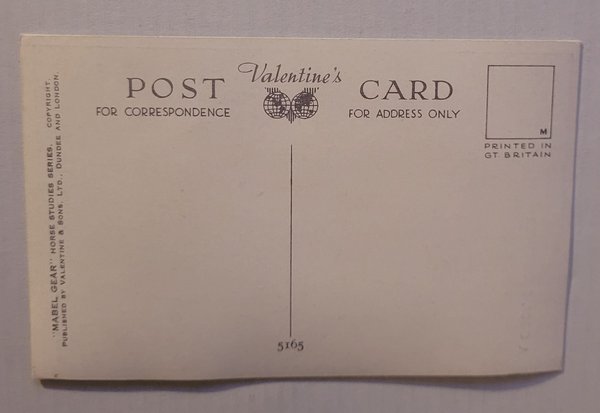 POST Valentine's CARD
FOR CORRESPONDENCE FOR ADDRESS ONLY
M
PRINTED IN
GT. BRITAIN
"MABEL GEAR" HORSE STUDIES SERIES. COPYRIGHT.
PUBLISHED BY VALENTINE & SONS, LTD., DUNDEE AND LONDON.
5165